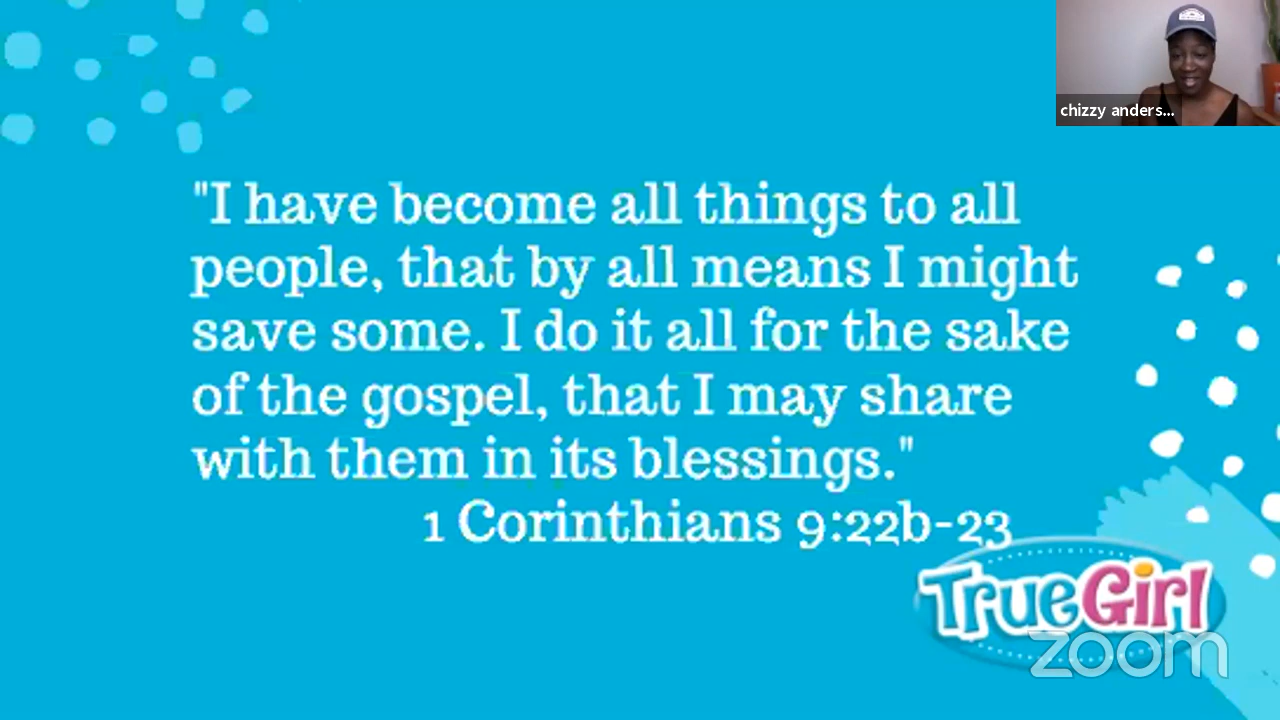 chizzy anders...
"I have become all things to all
people, that by all means I might
save some. I do it all for the sake
of the gospel, that I may share
with them in its blessings."
1 Corinthians 9:22b-23
TrueGirl
zoom